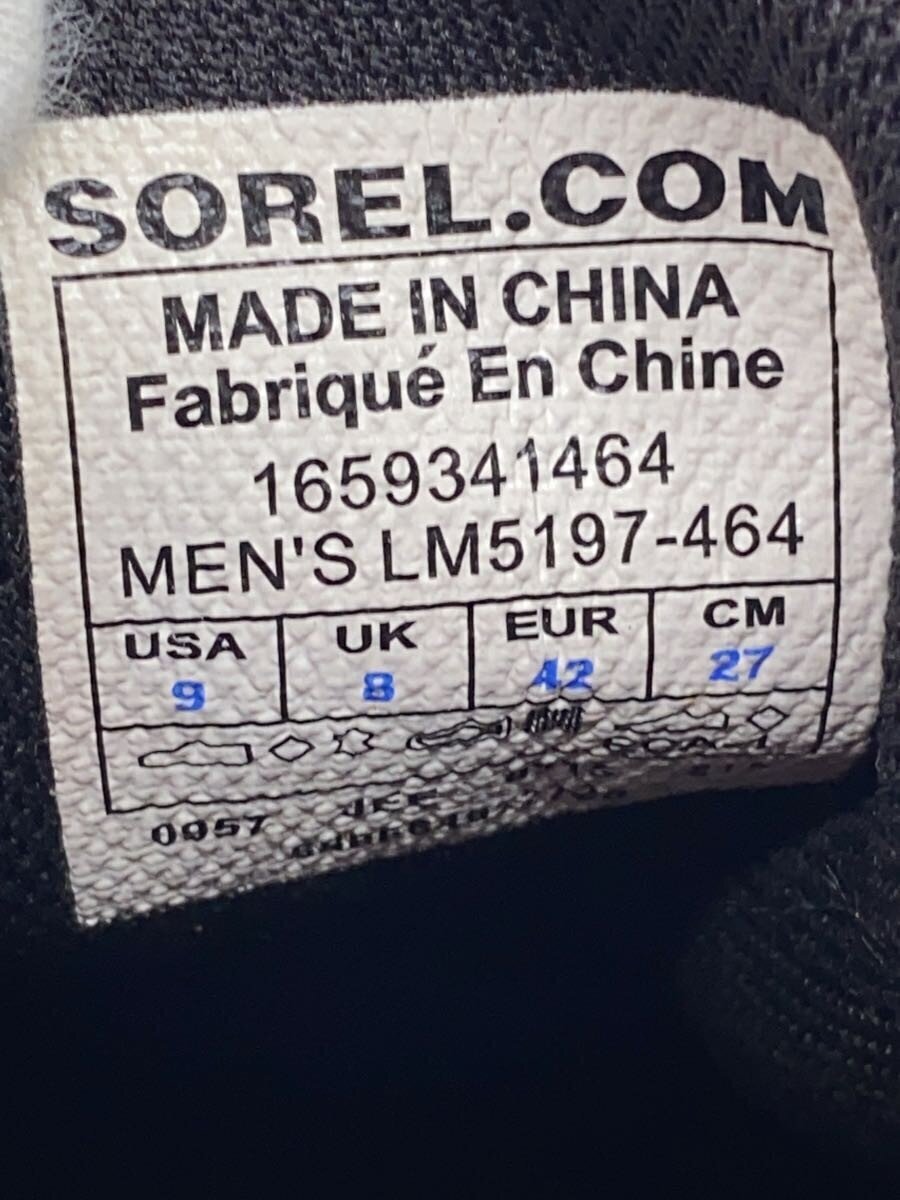 SOREL.COM
MADE IN CHINA
Fabriqué En Chine
1659341464
MEN'S LM5197-464
USA UK EUR CM
9 8 42 27
0057